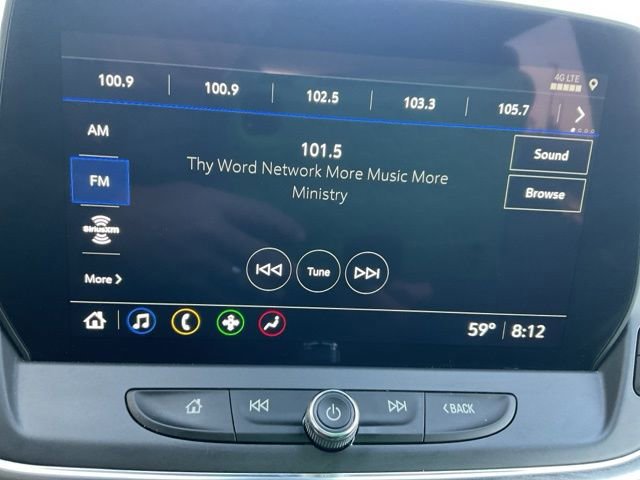 4G LTE
100.9 100.9 102.5 103.3 105.7
AM
101.5
Sound
FM
Thy Word Network More Music More
Ministry
Browse
SiriusXM
Tune
More
59° 8:12
BACK